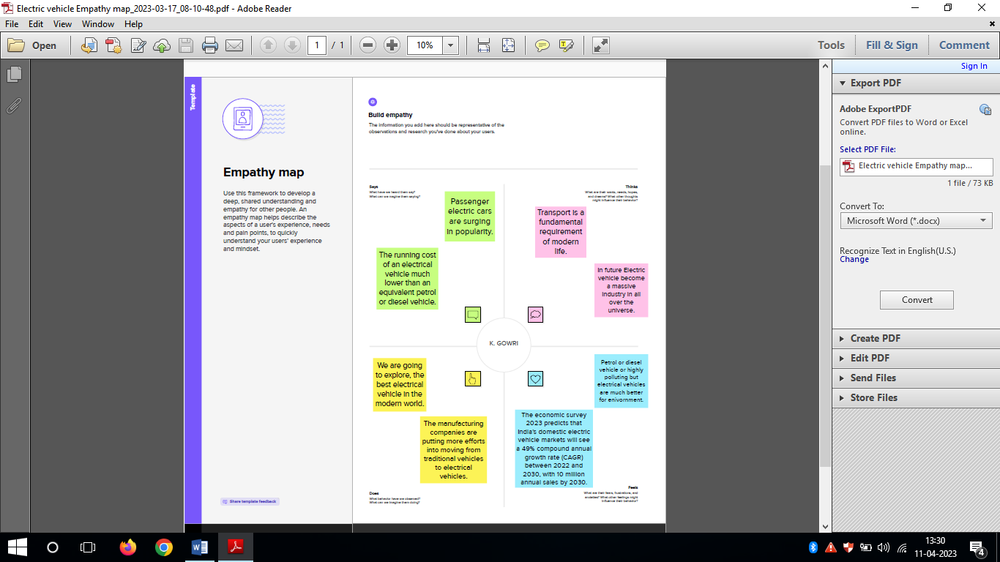 Electric vehicle Empathy map_2023-03-17_08-10-48.pdf - Adobe Reader
File Edit View Window Help
Open
1 / 1
10%
Tools
Fill & Sign
Comment
Template
Empathy map
Use this framework to develop a
deep, shared understanding and
empathy for other people. An
empathy map helps describe the
aspects of a user's experience, needs
and pain points, to quickly
understand your users' experience
and mindset.
Share template feedback
Build empathy
The information you add here should be representative of the
observations and research you've done about your users.
Says
What have we heard them say?
What can we imagine them saying?
Passenger
electric cars
are surging
in popularity.
The running cost
of an electrical
vehicle much
lower than an
equivalent petrol
or diesel vehicle.
Thinks
What are their wants, needs, hopes,
and dreams? What other thoughts
might influence their behavior?
Transport is a
fundamental
requirement
of modern
life.
In future Electric
vehicle become
a massive
industry in all
over the
universe.
K. GOWRI
We are going
to explore, the
best electrical
vehicle in the
modern world.
The manufacturing
companies are
putting more efforts
into moving from
traditional vehicles
to electrical
vehicles.
Does
What behavior have we observed?
What can we imagine them doing?
Petrol or diesel
vehicle or highly
polluting but
electrical vehicles
are much better
for enivornment.
The economic survey
2023 predicts that
India's domestic electric
vehicle markets will see
a 49% compound annual
growth rate (CAGR)
between 2022 and
2030, with 10 million
annual sales by 2030.
Feels
What are their fears, frustrations, and
anxieties? What other feelings might
influence their behavior?
Sign In
Export PDF
Adobe ExportPDF
Convert PDF files to Word or Excel
online.
Select PDF File:
Electric vehicle Empathy map...
1 file / 73 KB
Convert To:
Microsoft Word (*.docx)
Recognize Text in English(U.S.)
Change
Convert
Create PDF
Edit PDF
Send Files
Store Files
13:30
11-04-2023
4